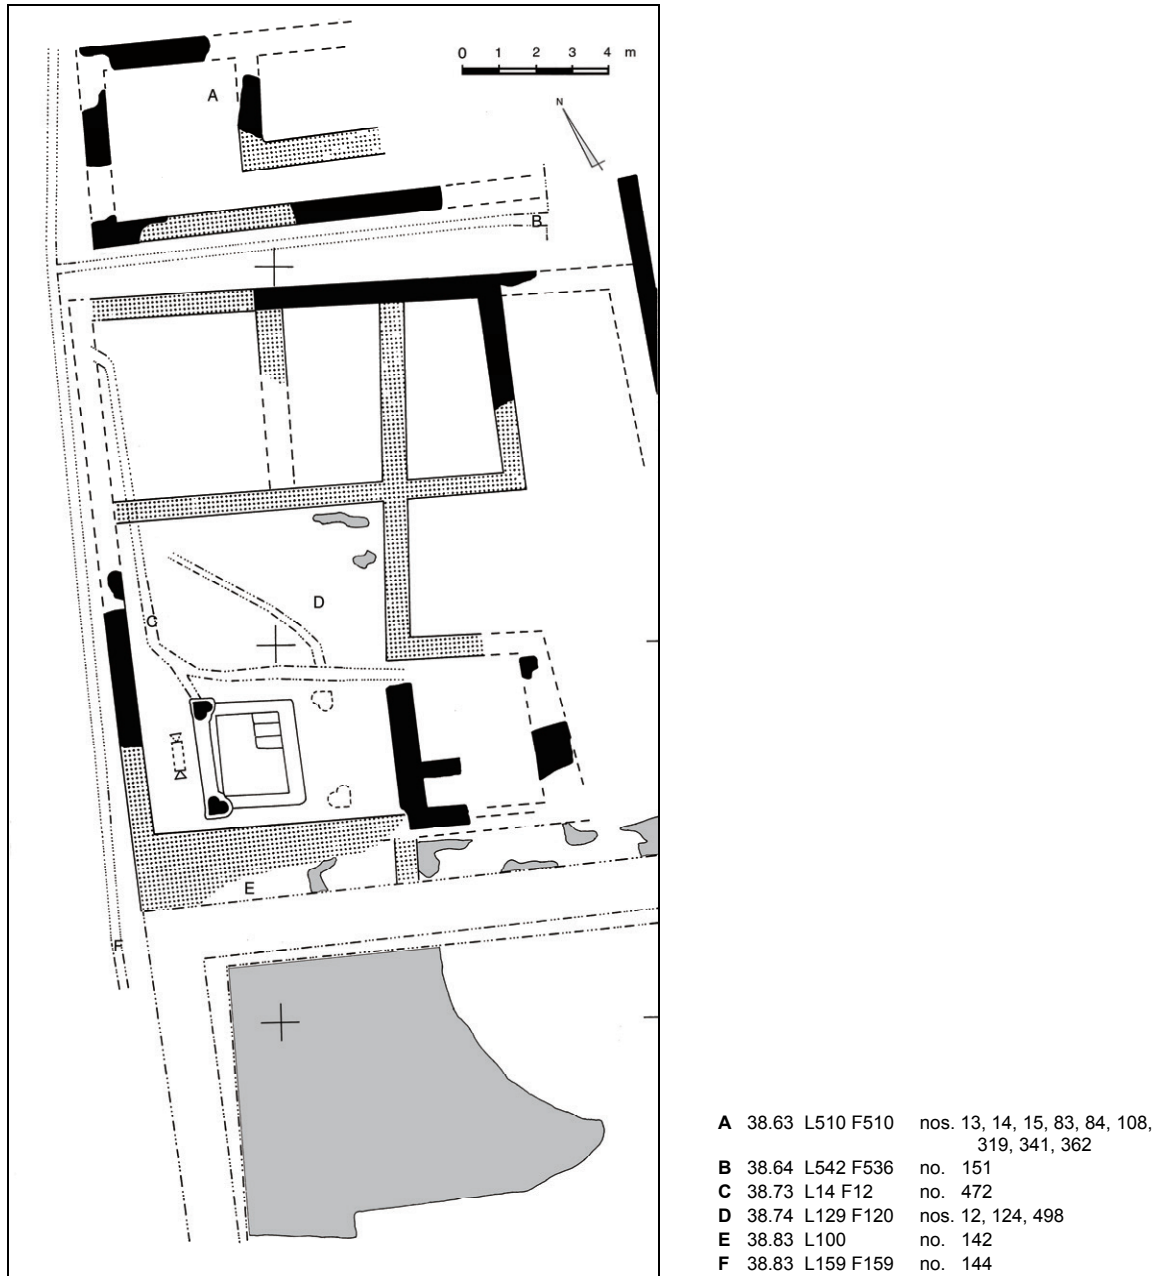 0 1 2 3 4 m
N
A
B
C
D
E
F
A 38.63 L510 F510 nos. 13, 14, 15, 83, 84, 108,
319, 341, 362
B 38.64 L542 F536 no. 151
C 38.73 L14 F12 no. 472
D 38.74 L129 F120 nos. 12, 124, 498
E 38.83 L100 no. 142
F 38.83 L159 F159 no. 144